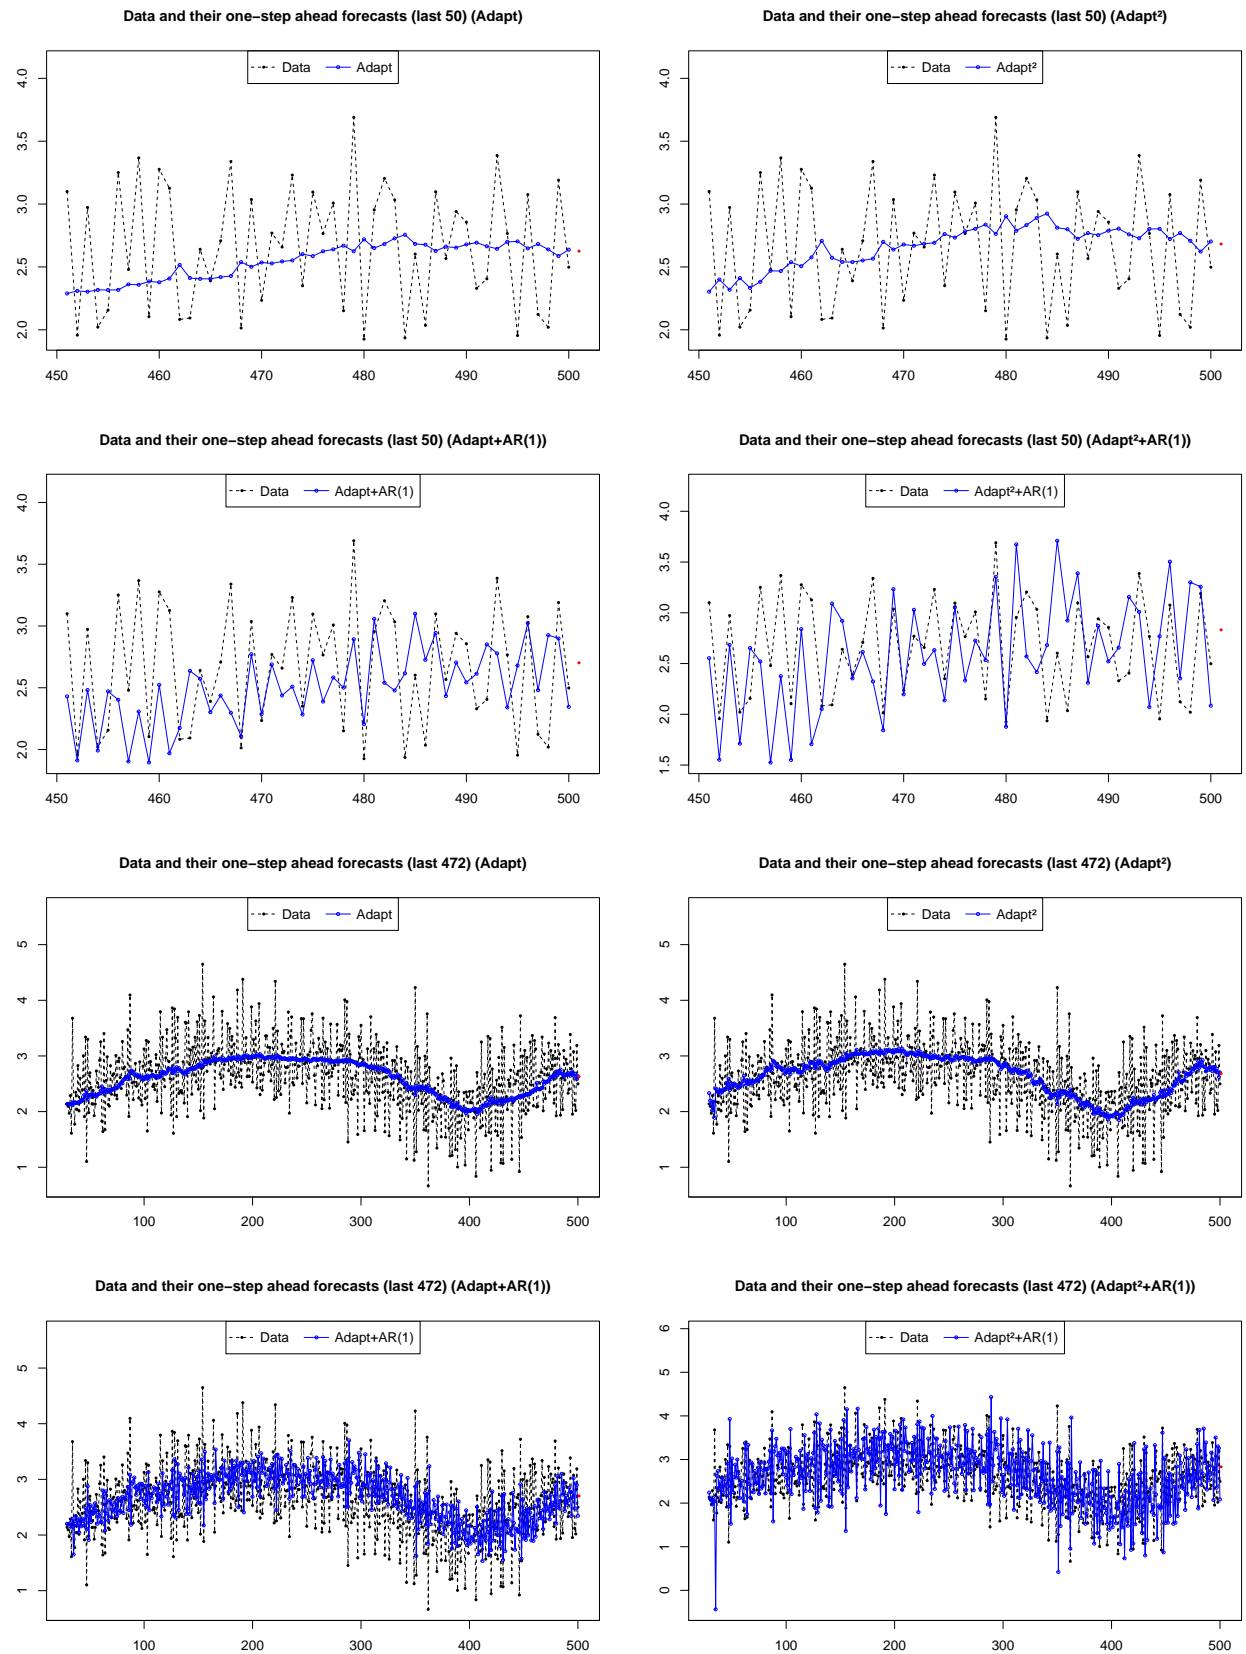 Data and their one−step ahead forecasts (last 50) (Adapt)
Data Adapt
4.0
3.5
3.0
2.5
2.0
450 460 470 480 490 500
Data and their one−step ahead forecasts (last 50) (Adapt²)
Data Adapt²
4.0
3.5
3.0
2.5
2.0
450 460 470 480 490 500
Data and their one−step ahead forecasts (last 50) (Adapt+AR(1))
Data Adapt+AR(1)
4.0
3.5
3.0
2.5
2.0
450 460 470 480 490 500
Data and their one−step ahead forecasts (last 50) (Adapt²+AR(1))
Data Adapt²+AR(1)
4.0
3.5
3.0
2.5
2.0
1.5
450 460 470 480 490 500
Data and their one−step ahead forecasts (last 472) (Adapt)
Data Adapt
5
4
3
2
1
100 200 300 400 500
Data and their one−step ahead forecasts (last 472) (Adapt²)
Data Adapt²
5
4
3
2
1
100 200 300 400 500
Data and their one−step ahead forecasts (last 472) (Adapt+AR(1))
Data Adapt+AR(1)
5
4
3
2
1
100 200 300 400 500
Data and their one−step ahead forecasts (last 472) (Adapt²+AR(1))
Data Adapt²+AR(1)
6
5
4
3
2
1
0
100 200 300 400 500